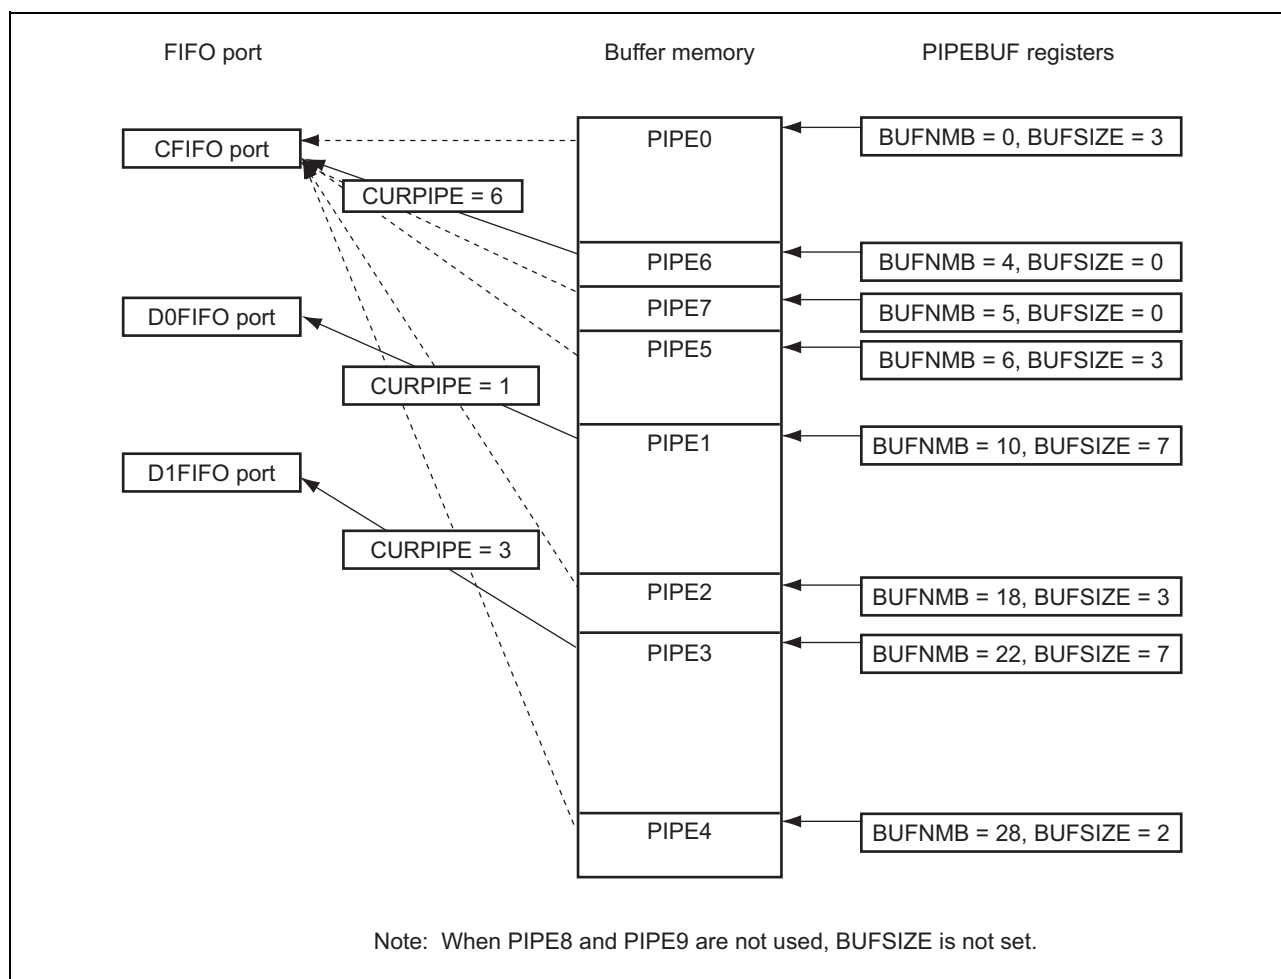 FIFO port
Buffer memory
PIPEBUF registers
CFIFO port
PIPE0
BUFNMB = 0, BUFSIZE = 3
CURPIPE = 6
PIPE6
BUFNMB = 4, BUFSIZE = 0
D0FIFO port
PIPE7
BUFNMB = 5, BUFSIZE = 0
PIPE5
BUFNMB = 6, BUFSIZE = 3
CURPIPE = 1
PIPE1
BUFNMB = 10, BUFSIZE = 7
D1FIFO port
CURPIPE = 3
PIPE2
BUFNMB = 18, BUFSIZE = 3
PIPE3
BUFNMB = 22, BUFSIZE = 7
PIPE4
BUFNMB = 28, BUFSIZE = 2
Note: When PIPE8 and PIPE9 are not used, BUFSIZE is not set.